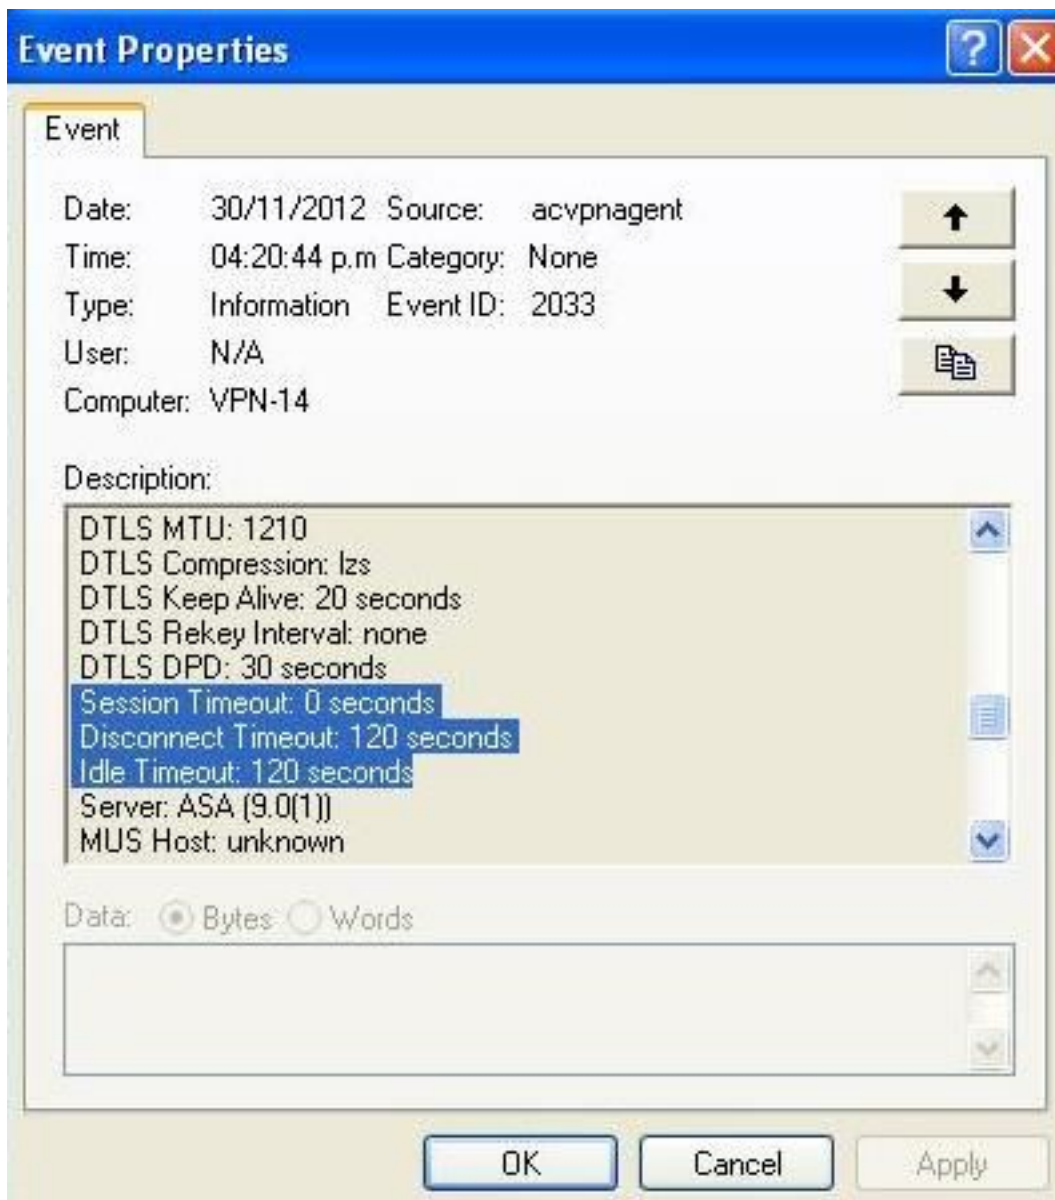 Event Properties
Event
Date: 30/11/2012 Source: acvpnagent
Time: 04:20:44 p.m Category: None
Type: Information Event ID: 2033
User: N/A
Computer: VPN-14
Description:
DTLS MTU: 1210
DTLS Compression: lzs
DTLS Keep Alive: 20 seconds
DTLS Rekey Interval: none
DTLS DPD: 30 seconds
Session Timeout: 0 seconds
Disconnect Timeout: 120 seconds
Idle Timeout: 120 seconds
Server: ASA (9.0(1))
MUS Host: unknown
Data: Bytes Words
OK Cancel Apply